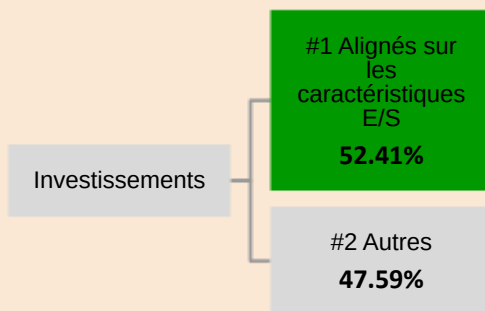 #1 Alignés sur
les
caractéristiques
E/S
52.41%
Investissements
#2 Autres
47.59%